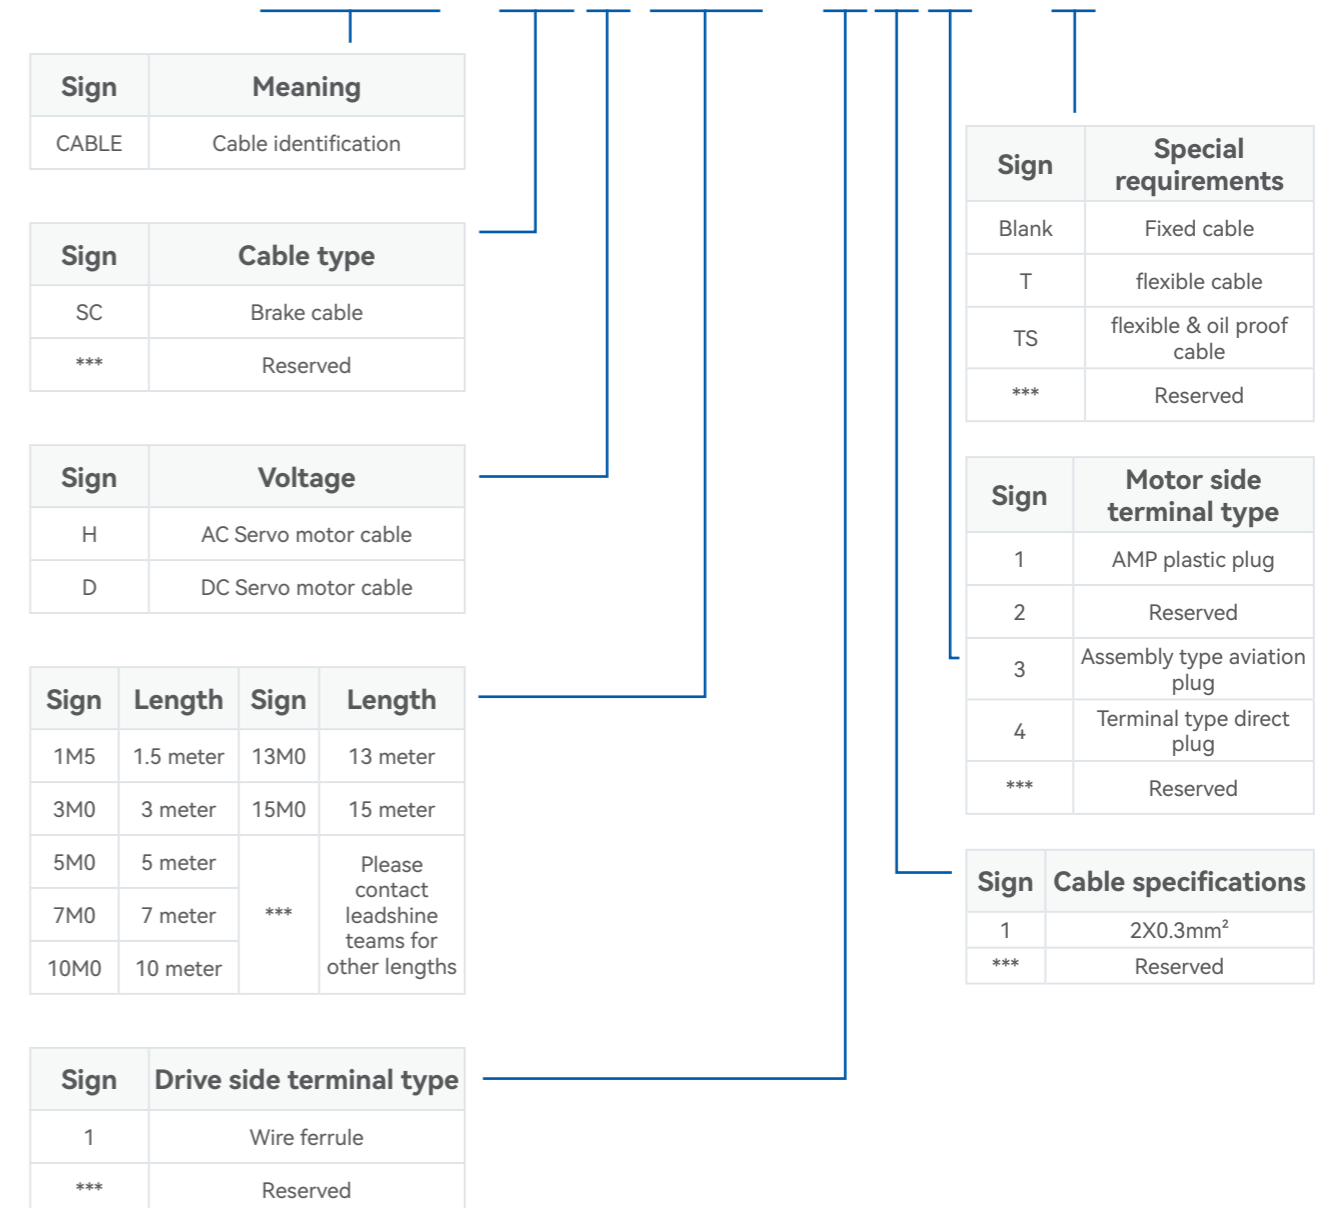 Sign Meaning
CABLE Cable identification
Sign Cable type
SC Brake cable
*** Reserved
Sign Voltage
H AC Servo motor cable
D DC Servo motor cable
Sign Length Sign Length
1M5 1.5 meter 13M0 13 meter
3M0 3 meter 15M0 15 meter
5M0 5 meter
7M0 7 meter
10M0 10 meter
***
Please
contact
leadshine
teams for
other lengths
Sign Drive side terminal type
1 Wire ferrule
*** Reserved
Sign
Special
requirements
Blank Fixed cable
T flexible cable
TS
flexible & oil proof
cable
*** Reserved
Sign
Motor side
terminal type
1 AMP plastic plug
2 Reserved
3
Assembly type aviation
plug
4
Terminal type direct
plug
*** Reserved
Sign Cable specifications
1 2X0.3mm²
*** Reserved